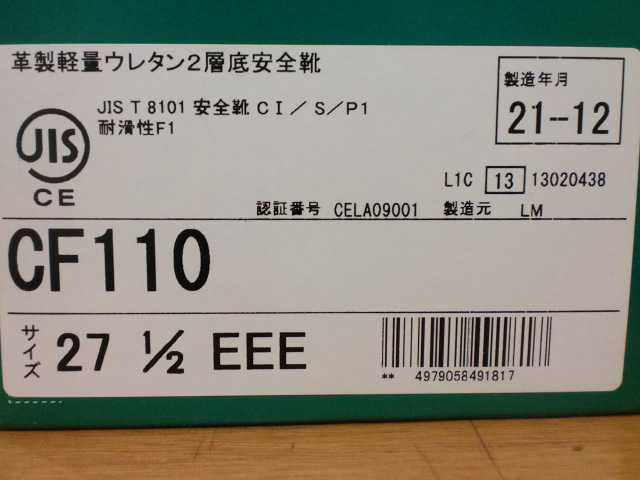 革製軽量ウレタン2層底安全靴
JIS T 8101 安全靴 CI／S／P1
耐滑性F1
製造年月
21--12
JIS
CE
L1C 13 13020438
認証番号 CELA09001 製造元 LM
CF110
サイズ 27 ½ EEE
** 4979058491817